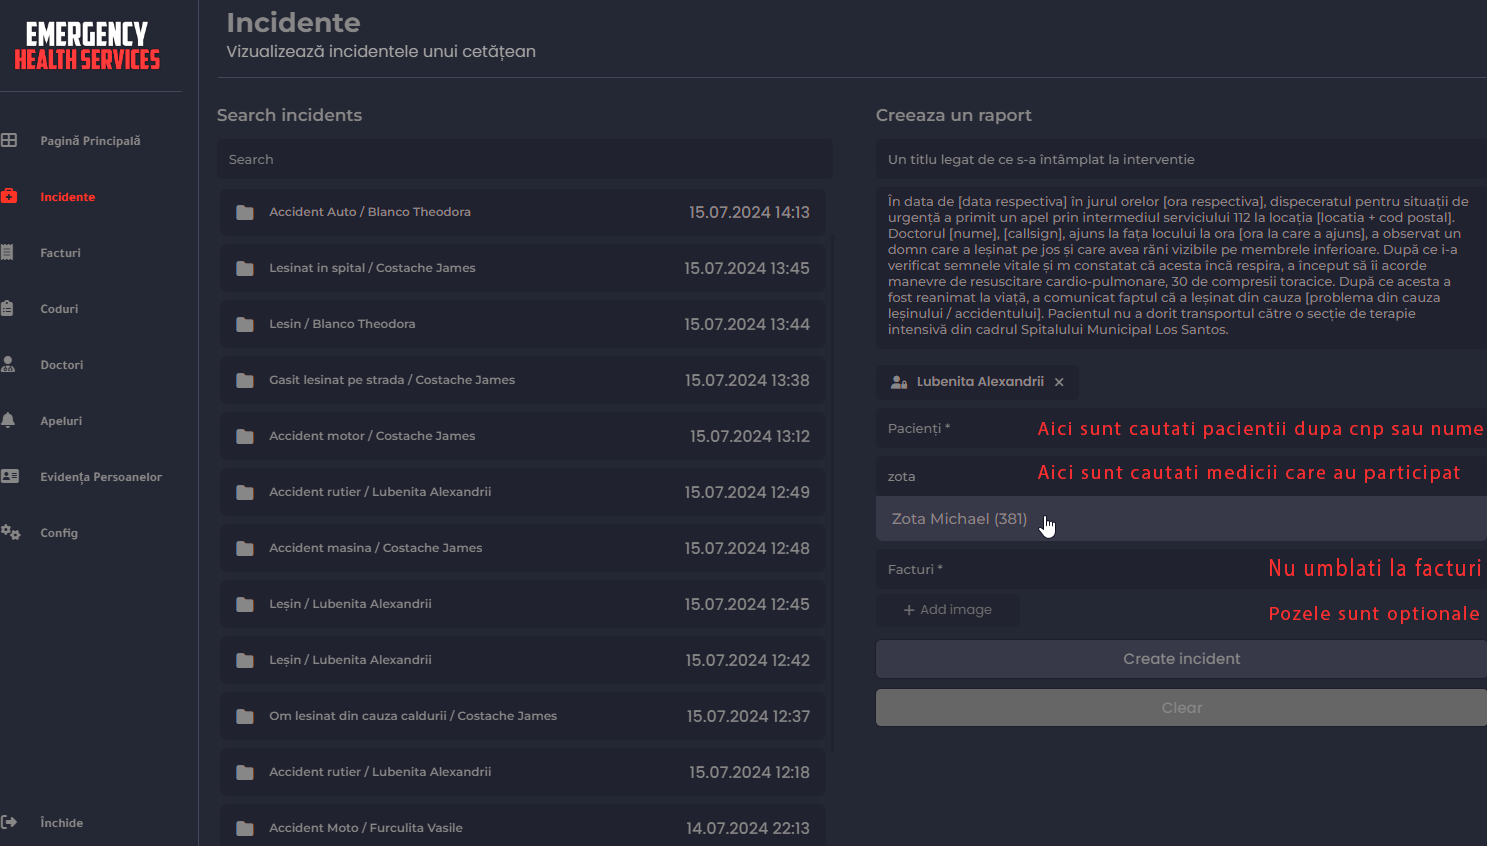 EMERGENCY
HEALTH SERVICES
Pagină Principală
Incidente
Facturi
Coduri
Doctori
Apeluri
Evidența Persoanelor
Config
Închide
Incidente
Vizualizează incidentele unui cetățean
Search incidents
Search
Accident Auto / Blanco Theodora 15.07.2024 14:13
Lesinat in spital / Costache James 15.07.2024 13:45
Lesin / Blanco Theodora 15.07.2024 13:44
Gasit lesinat pe strada / Costache James 15.07.2024 13:38
Accident motor / Costache James 15.07.2024 13:12
Accident rutier / Lubenita Alexandrii 15.07.2024 12:49
Accident masina / Costache James 15.07.2024 12:48
Leșin / Lubenita Alexandrii 15.07.2024 12:45
Leșin / Lubenita Alexandrii 15.07.2024 12:42
Om lesinat din cauza caldurii / Costache James 15.07.2024 12:37
Accident rutier / Lubenita Alexandrii 15.07.2024 12:18
Accident Moto / Furculita Vasile 14.07.2024 22:13
Creeaza un raport
Un titlu legat de ce s-a întâmplat la interventie
În data de [data respectiva] în jurul orelor [ora respectiva], dispeceratul pentru situații de
urgență a primit un apel prin intermediul serviciului 112 la locația [locatia + cod postal].
Doctorul [nume], [callsign], ajuns la fața locului la ora [ora la care a ajuns], a observat un
domn care a leșinat pe jos și care avea răni vizibile pe membrele inferioare. După ce i-a
verificat semnele vitale și m constatat că acesta încă respira, a început să îi acorde
manevre de resuscitare cardio-pulmonare, 30 de compresii toracice. După ce acesta a
fost reanimat la viață, a comunicat faptul că a leșinat din cauza [problema din cauza
leșinului / accidentului]. Pacientul nu a dorit transportul către o secție de terapie
intensivă din cadrul Spitalului Municipal Los Santos.
Lubenita Alexandrii ×
Pacienți * Aici sunt cautati pacientii dupa cnp sau nume
zota Aici sunt cautati medicii care au participat
Zota Michael (381)
Facturi * Nu umblati la facturi
+ Add image Pozele sunt optionale
Create incident
Clear